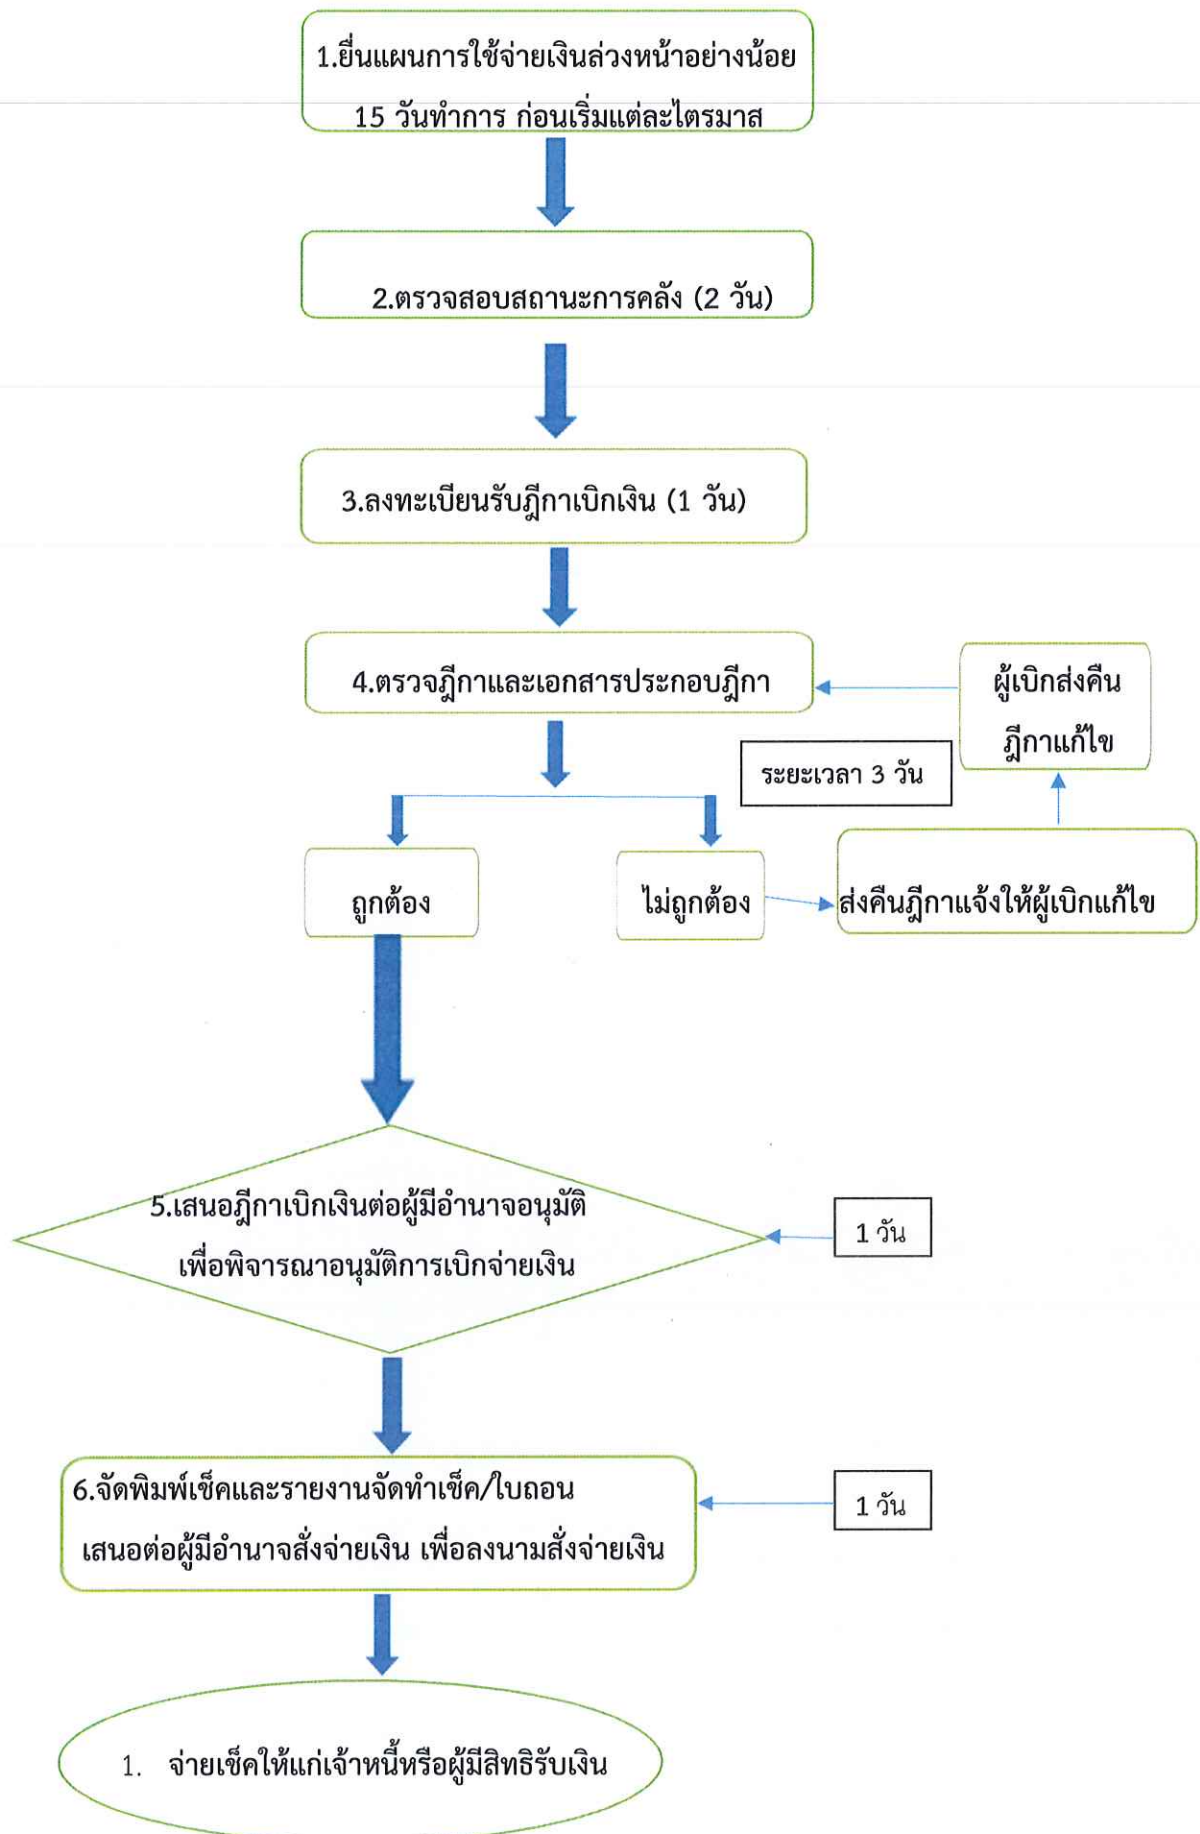 1.ยื่นแผนการใช้จ่ายเงินล่วงหน้าอย่างน้อย
15 วันทำการ ก่อนเริ่มแต่ละไตรมาส
2.ตรวจสอบสถานะการคลัง (2 วัน)
3.ลงทะเบียนรับฎีกาเบิกเงิน (1 วัน)
4.ตรวจฎีกาและเอกสารประกอบฎีกา
ผู้เบิกส่งคืน
ฎีกาแก้ไข
ระยะเวลา 3 วัน
ถูกต้อง
ไม่ถูกต้อง
ส่งคืนฎีกาแจ้งให้ผู้เบิกแก้ไข
5.เสนอฎีกาเบิกเงินต่อผู้มีอำนาจอนุมัติ
เพื่อพิจารณาอนุมัติการเบิกจ่ายเงิน
1 วัน
6.จัดพิมพ์เช็คและรายงานจัดทำเช็ค/ใบถอน
เสนอต่อผู้มีอำนาจสั่งจ่ายเงิน เพื่อลงนามสั่งจ่ายเงิน
1 วัน
1. จ่ายเช็คให้แก่เจ้าหนี้หรือผู้มีสิทธิรับเงิน